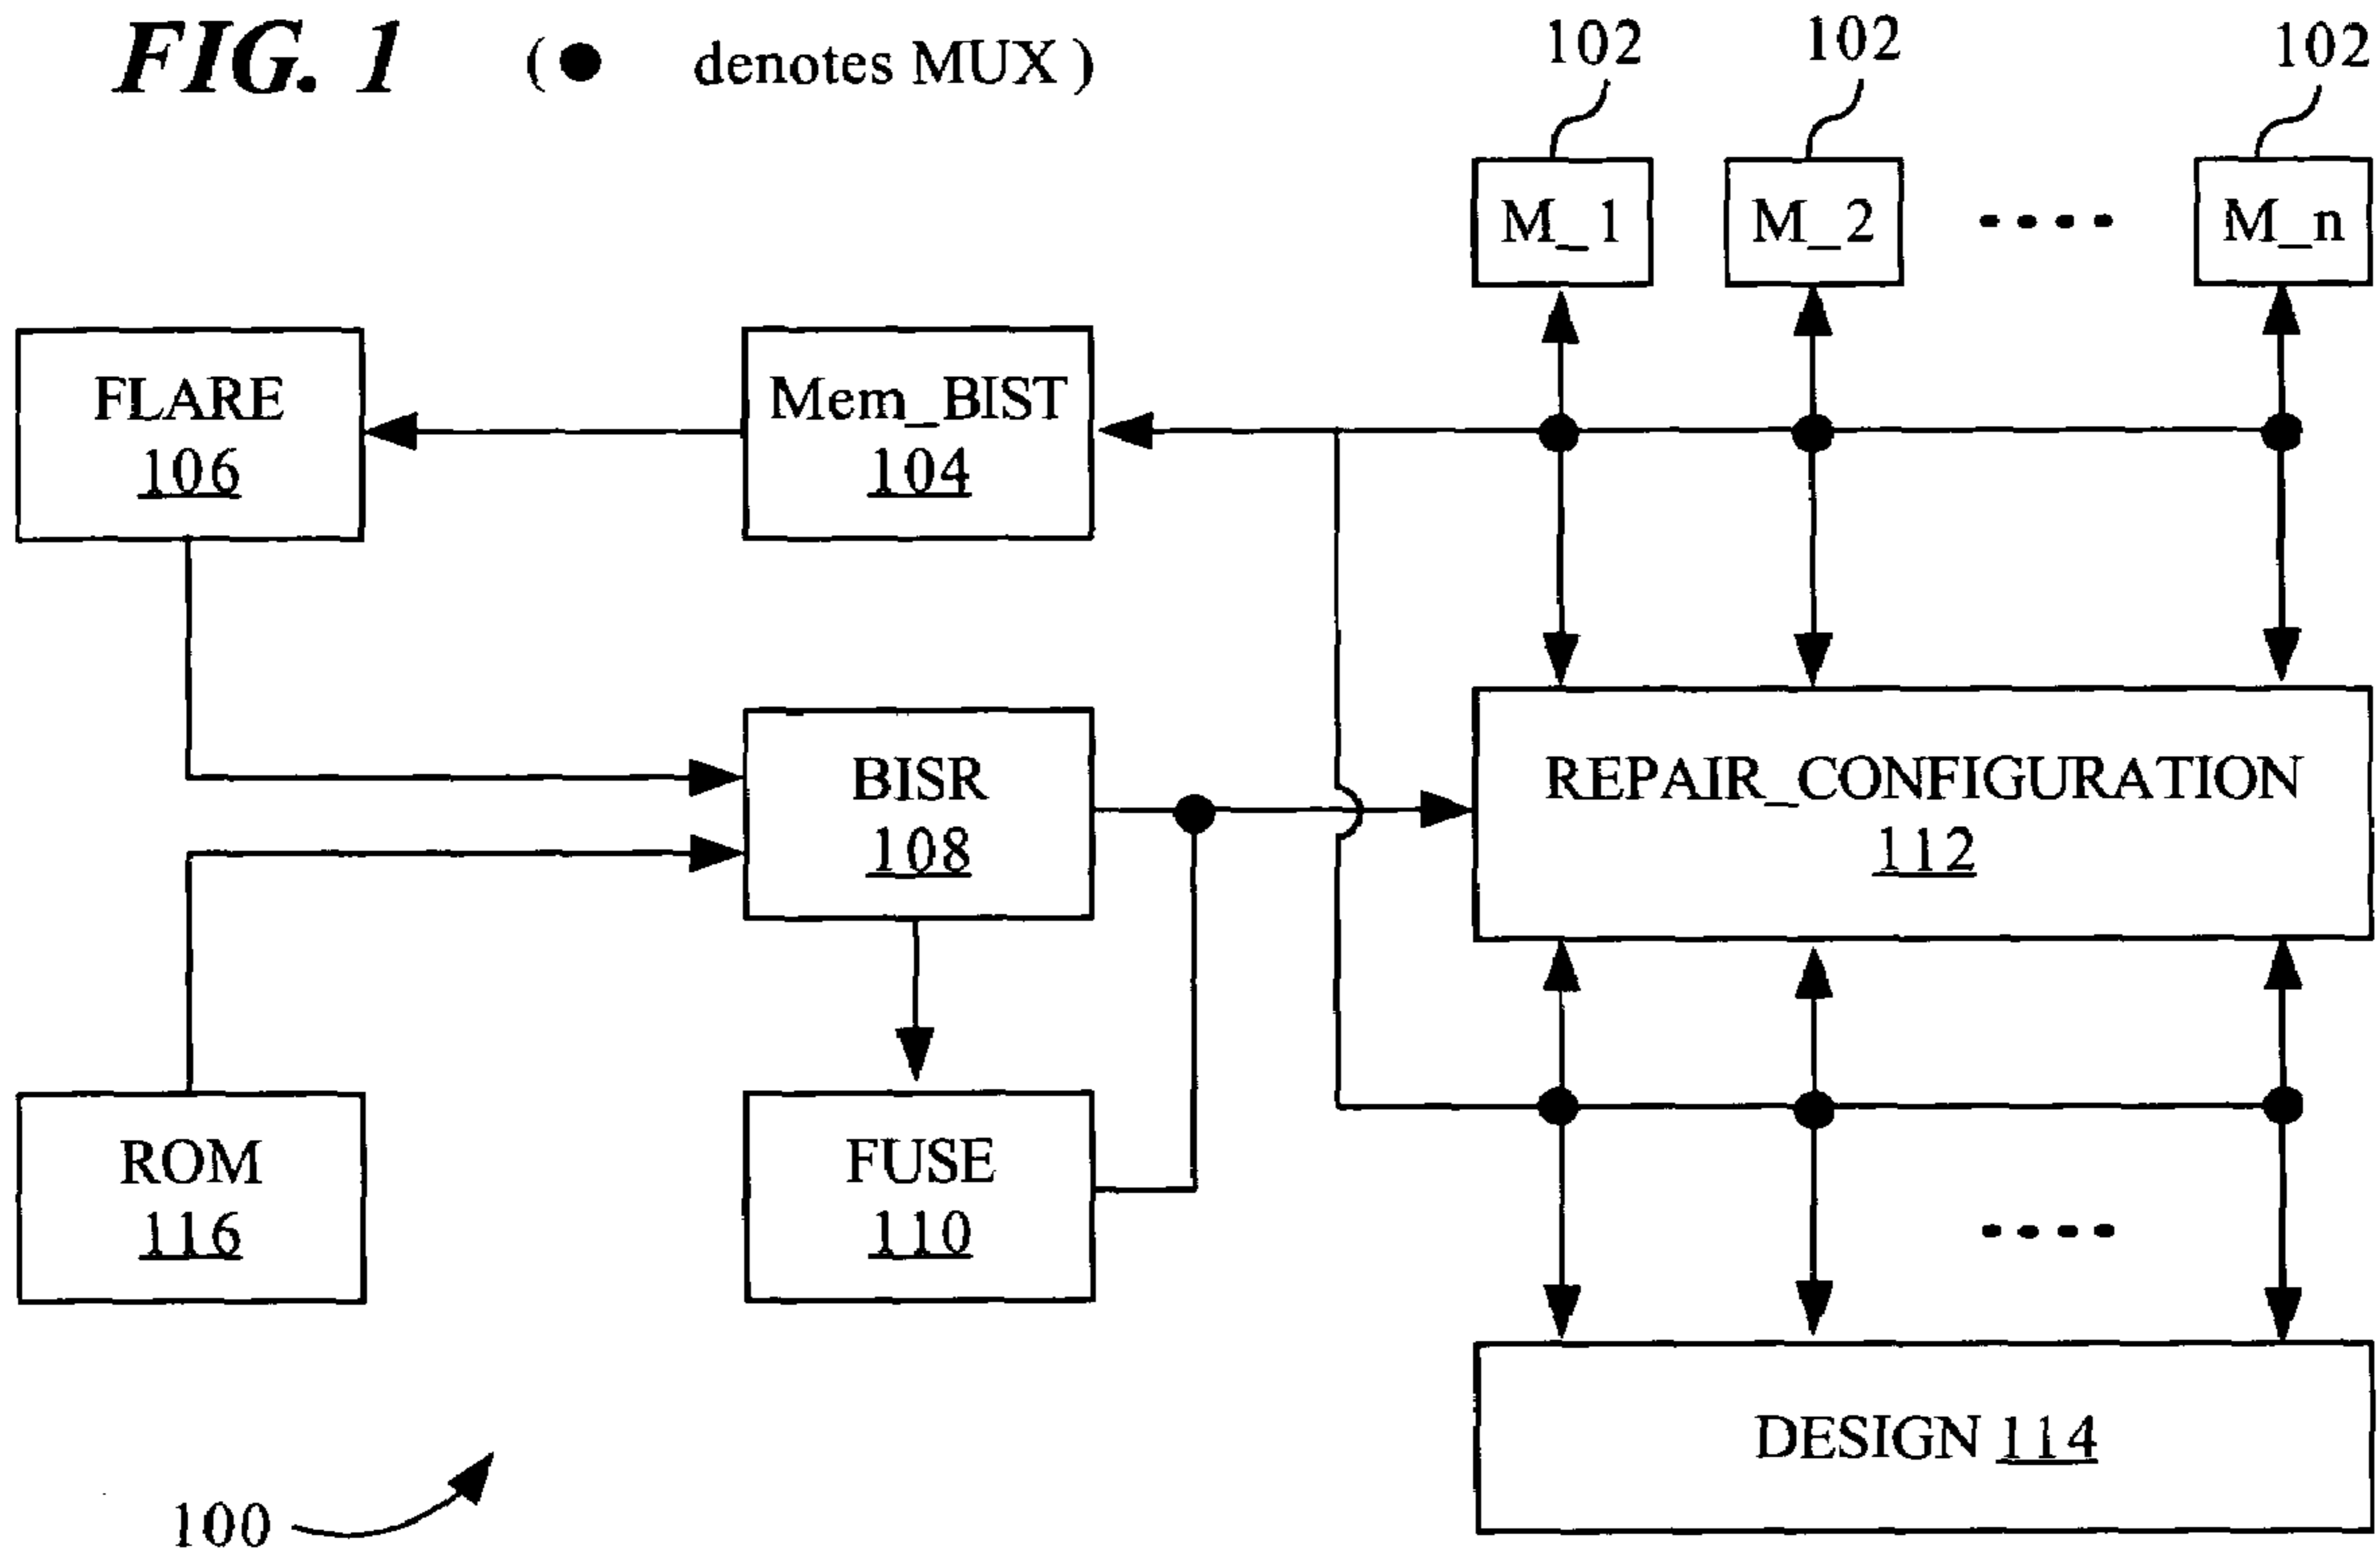 FIG. 1 (● denotes MUX)
102 102 102
M_1 M_2 M_n
FLARE
106
Mem_BIST
104
BISR
108
REPAIR_CONFIGURATION
112
ROM
116
FUSE
110
DESIGN 114
100